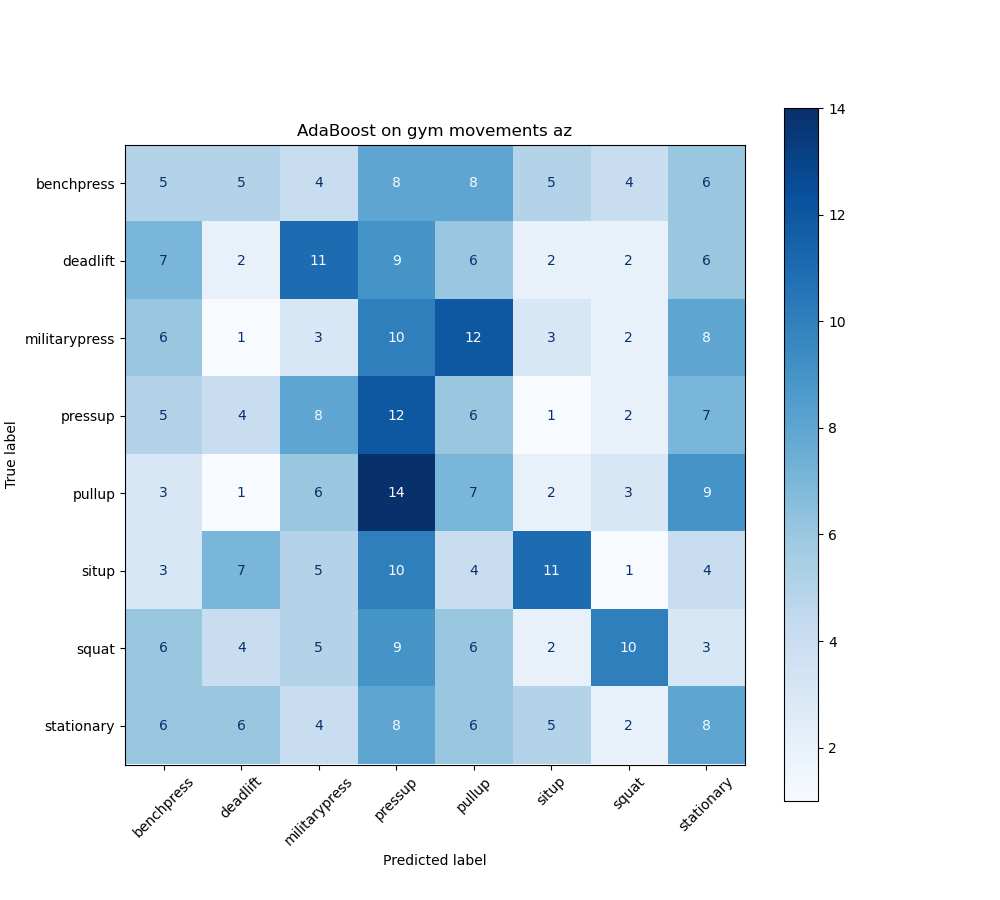 AdaBoost on gym movements az
14
benchpress 5 5 4 8 8 5 4 6
12
deadlift 7 2 11 9 6 2 2 6
10
militarypress 6 1 3 10 12 3 2 8
True label
pressup 5 4 8 12 6 1 2 7
8
pullup 3 1 6 14 7 2 3 9
6
situp 3 7 5 10 4 11 1 4
4
squat 6 4 5 9 6 2 10 3
stationary 6 6 4 8 6 5 2 8
2
benchpress deadlift militarypress pressup pullup situp squat stationary
Predicted label